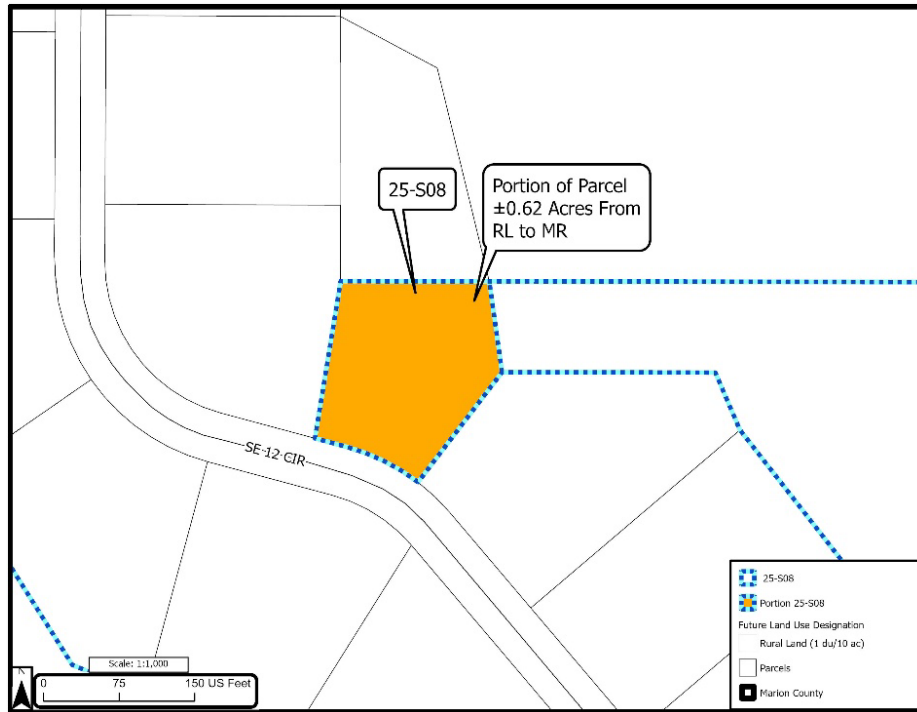 25-S08
Portion of Parcel
±0.62 Acres From
RL to MR
SE 12 CIR
25-S08
Portion 25-S08
Future Land Use Designation
Rural Land (1 du/10 ac)
Parcels
Marion County
Scale: 1:1,000
N
0 75 150 US Feet